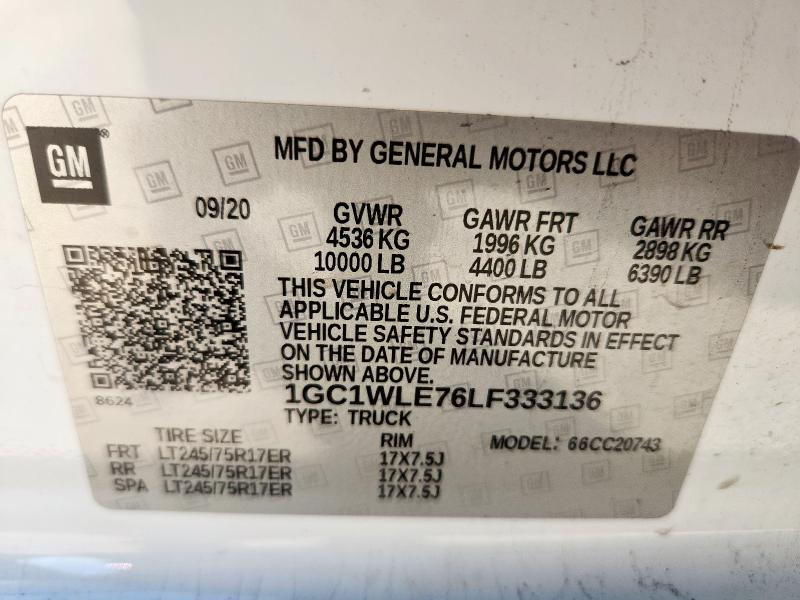 GM ®
MFD BY GENERAL MOTORS LLC
09/20
GVWR
4536 KG
10000 LB
GAWR FRT
1996 KG
4400 LB
GAWR RR
2898 KG
6390 LB
THIS VEHICLE CONFORMS TO ALL
APPLICABLE U.S. FEDERAL MOTOR
VEHICLE SAFETY STANDARDS IN EFFECT
ON THE DATE OF MANUFACTURE
SHOWN ABOVE.
8624
1GC1WLE76LF333136
TYPE: TRUCK
TIRE SIZE RIM MODEL: 66CC20743
FRT LT245/75R17ER 17X7.5J
RR LT245/75R17ER 17X7.5J
SPA LT245/75R17ER 17X7.5J